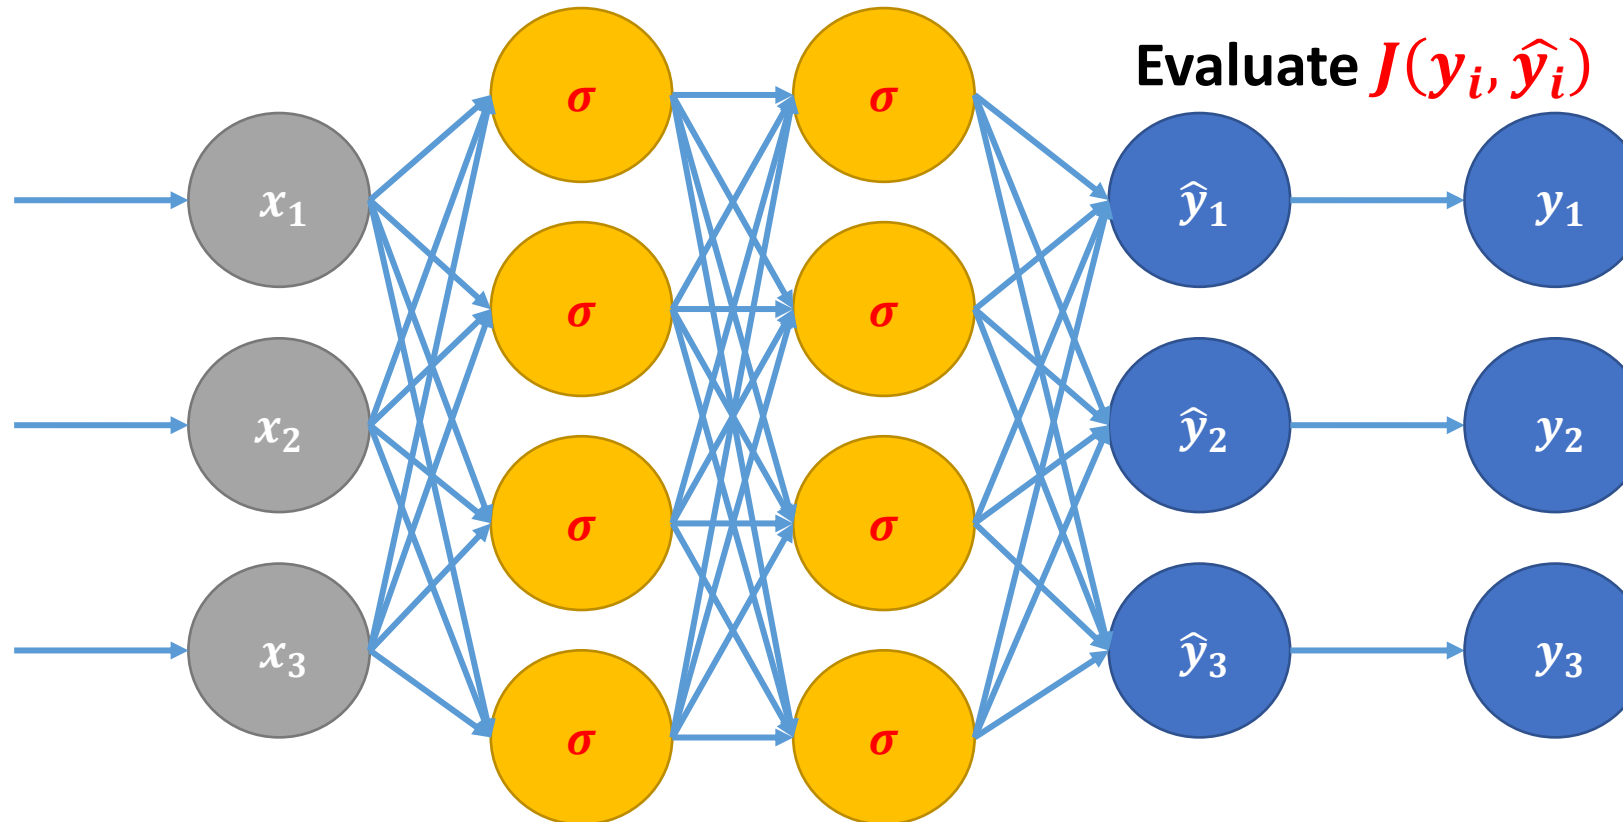 Evaluate J(yᵢ, ŷᵢ)
σ σ
x₁ ŷ₁ y₁
σ σ
x₂ ŷ₂ y₂
σ σ
x₃ ŷ₃ y₃
σ σ